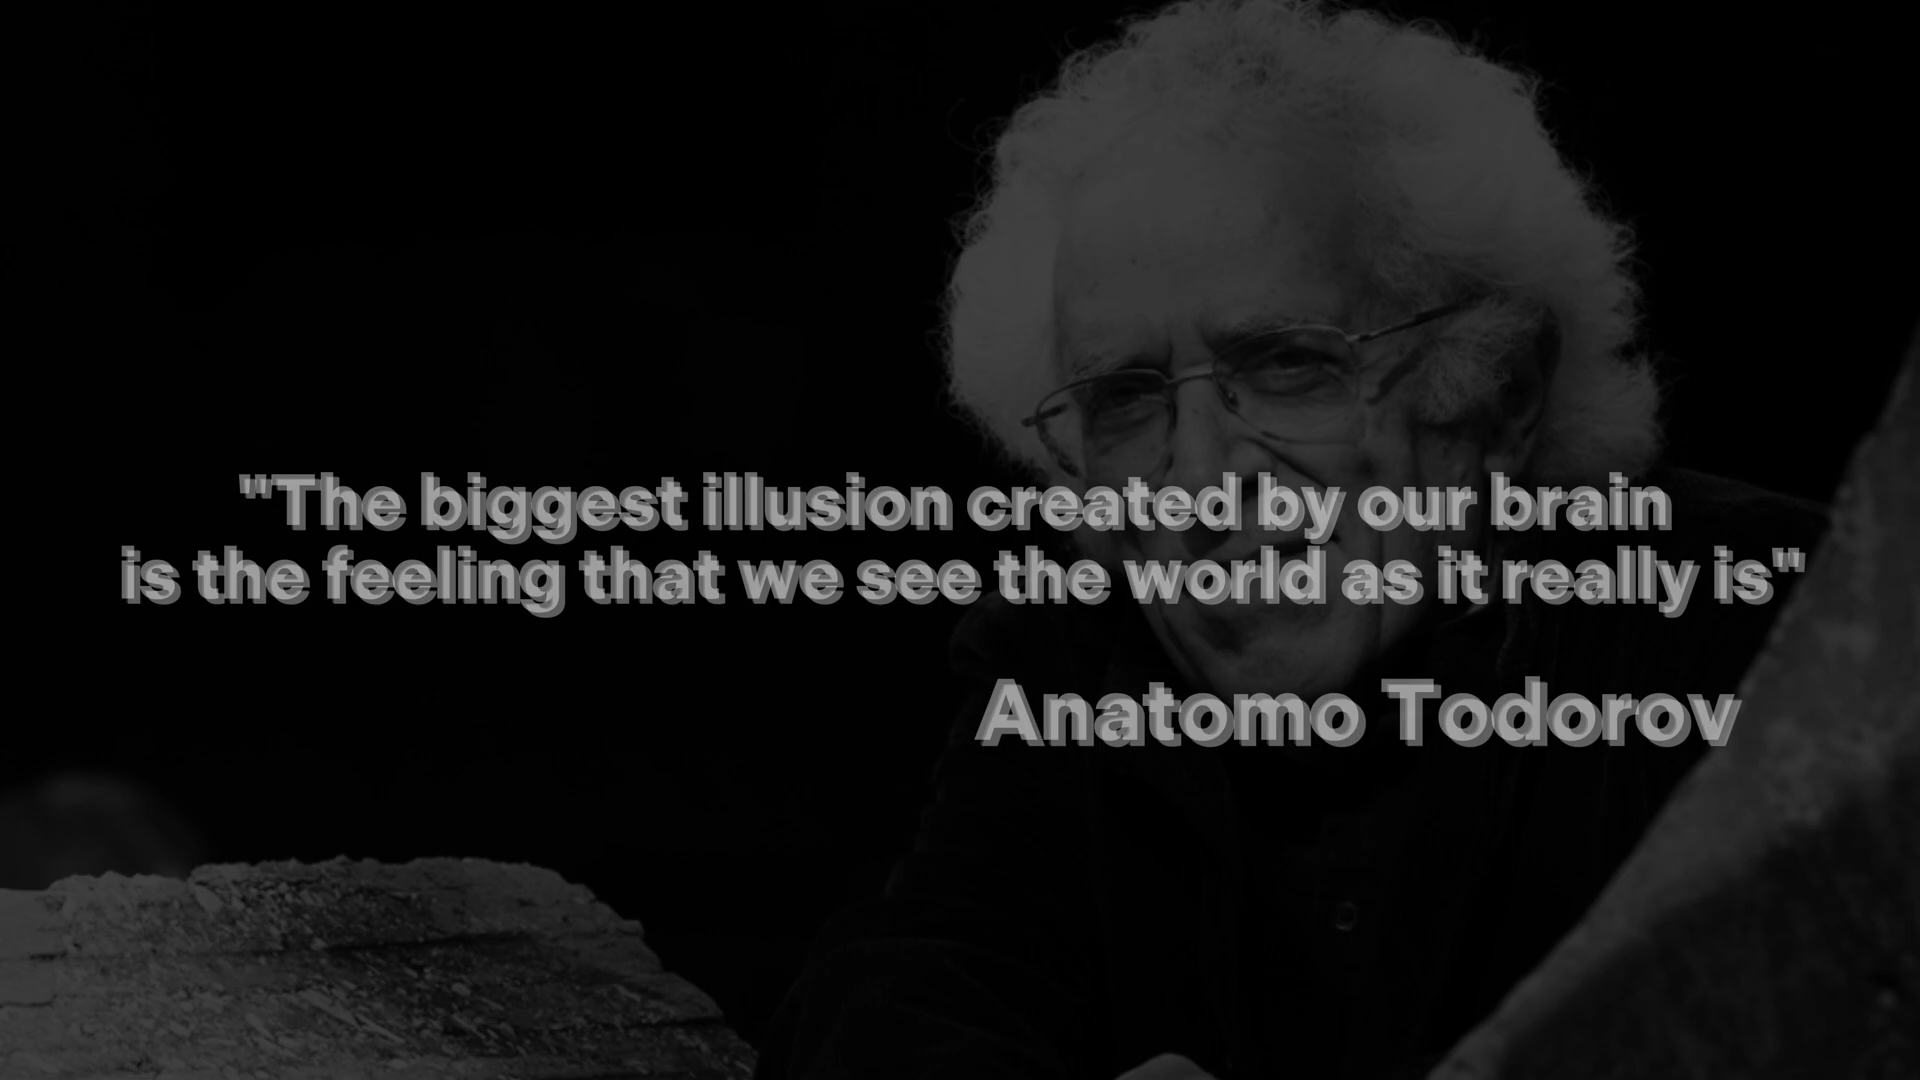 "The biggest illusion created by our brain
is the feeling that we see the world as it really is"
Anatomo Todorov